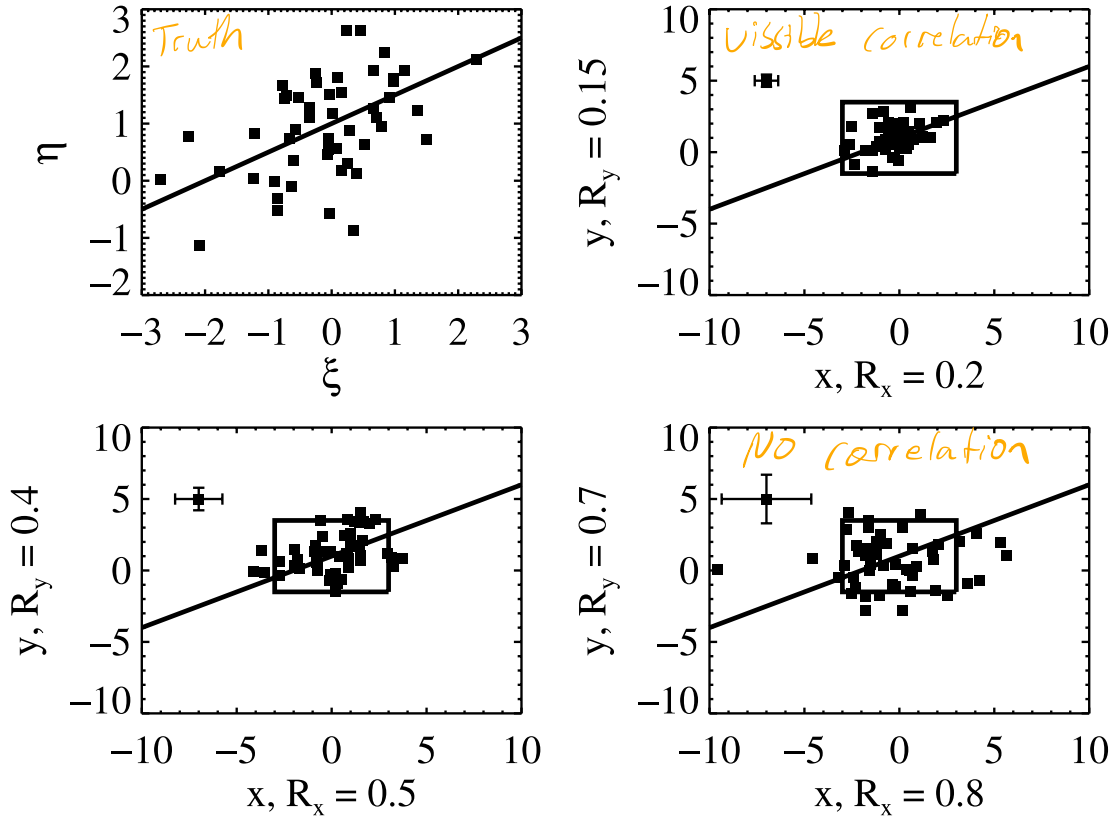 Truth
3
2
1
0
−1
−2
η
−3 −2 −1 0 1 2 3
ξ
vissible correlation
10
5
0
−5
−10
y, R_y = 0.15
−10 −5 0 5 10
x, R_x = 0.2
10
5
0
−5
−10
y, R_y = 0.4
−10 −5 0 5 10
x, R_x = 0.5
No correlation
10
5
0
−5
−10
y, R_y = 0.7
−10 −5 0 5 10
x, R_x = 0.8